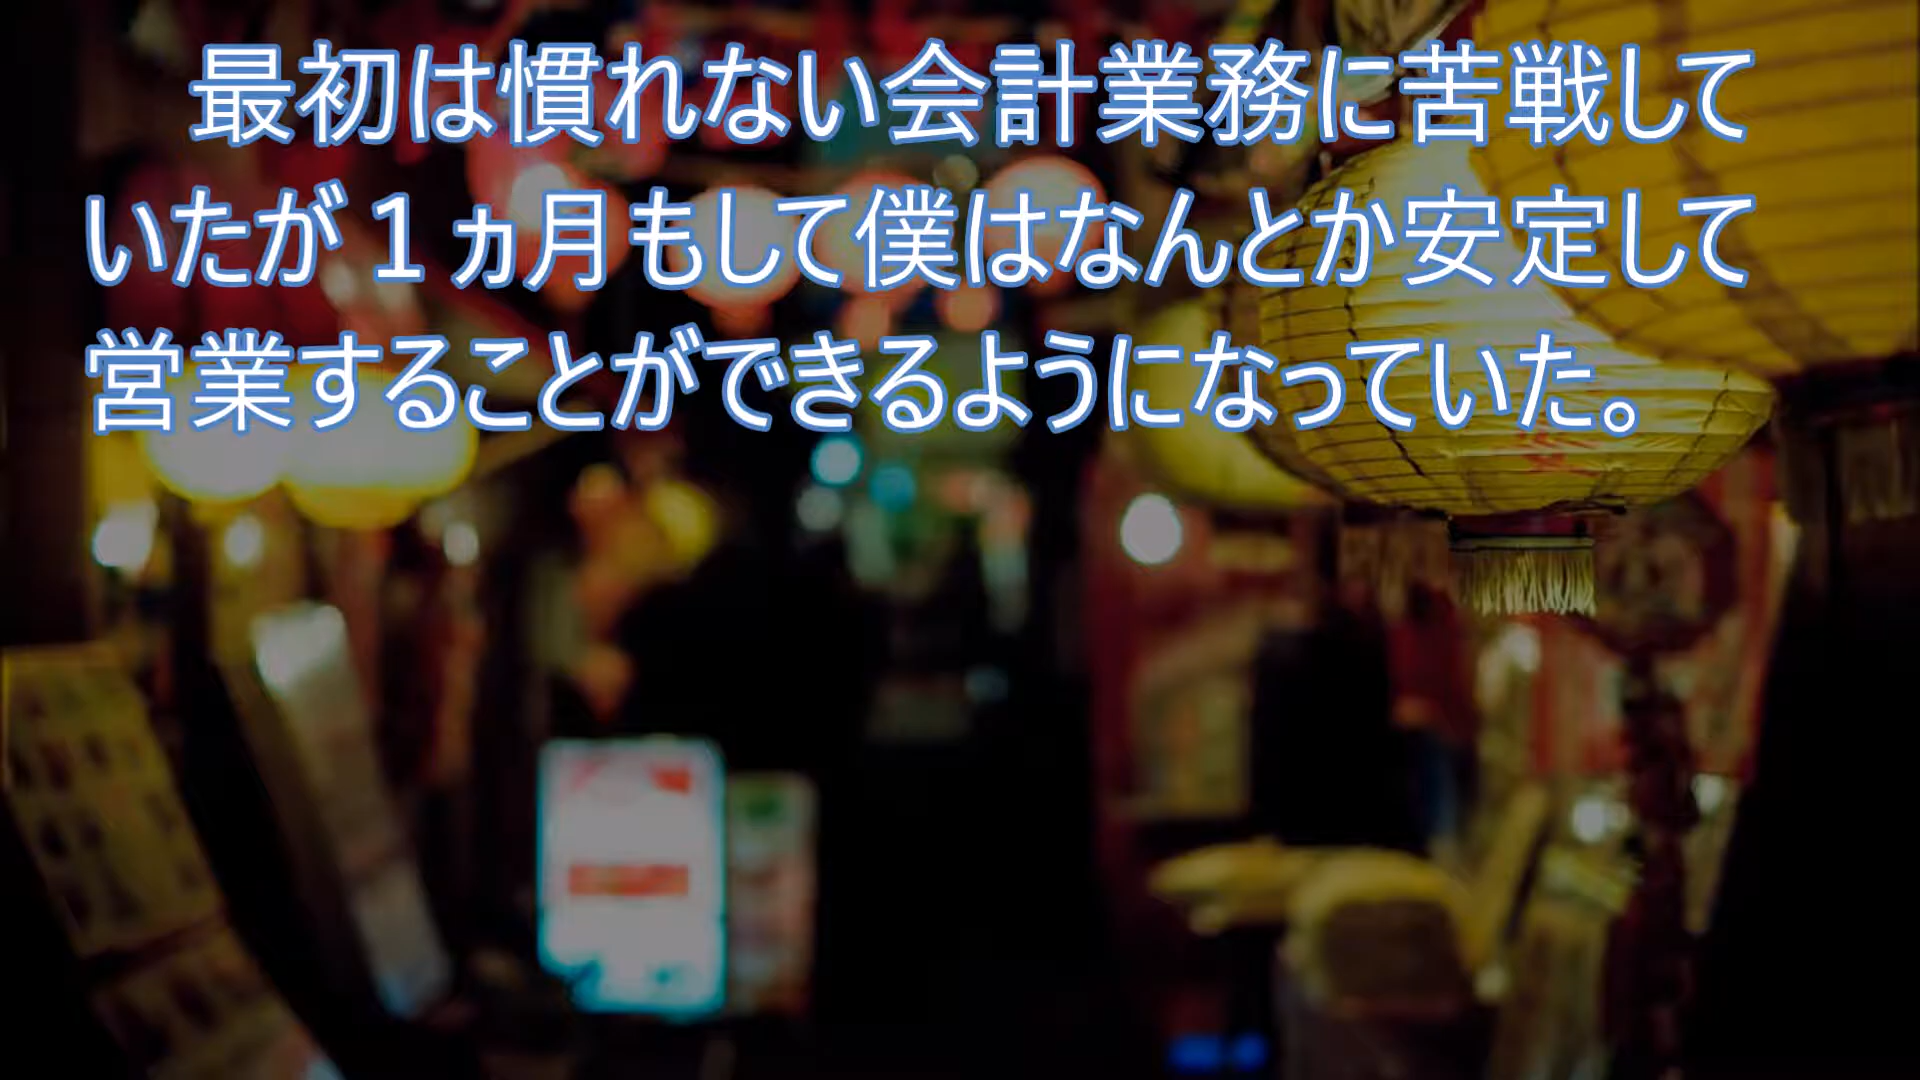 最初は慣れない会計業務に苦戦して
いたが１ヵ月もして僕はなんとか安定して
営業することができるようになっていた。